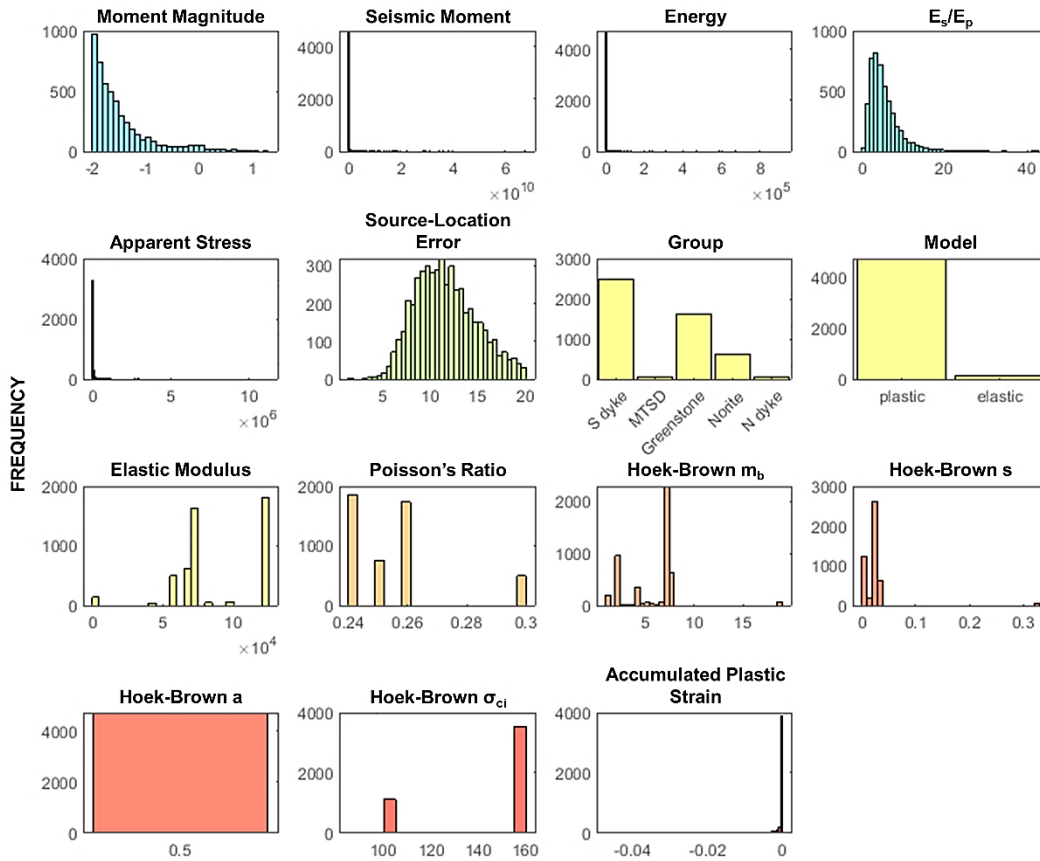 Moment Magnitude
1000
500
0
-2 -1 0 1
Seismic Moment
4000
2000
0
0 2 4 6
×10^10
Energy
4000
2000
0
0 2 4 6 8
×10^5
E_s/E_p
1000
500
0
0 20 40
FREQUENCY
Apparent Stress
4000
2000
0
0 5 10
×10^6
Source-Location
Error
300
200
100
0
5 10 15 20
Group
3000
2000
1000
0
S dyke MTSD Greenstone Norite N dyke
Model
4000
2000
0
plastic elastic
Elastic Modulus
2000
1000
0
0 5 10
×10^4
Poisson's Ratio
2000
1000
0
0.24 0.26 0.28 0.3
Hoek-Brown m_b
2000
1000
0
5 10 15
Hoek-Brown s
3000
2000
1000
0
0 0.1 0.2 0.3
Hoek-Brown a
4000
2000
0
0.5
Hoek-Brown σ_ci
4000
2000
0
100 120 140 160
Accumulated Plastic
Strain
4000
2000
0
-0.04 -0.02 0